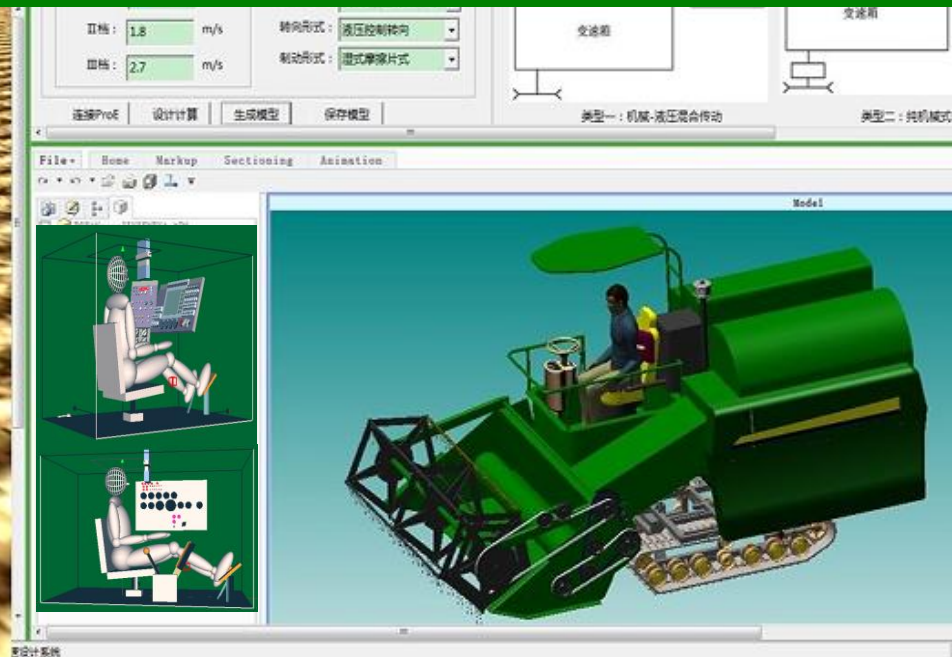 变速箱
II档： 1.8 m/s 转向形式： 液压控制转向 变速箱
III档： 2.7 m/s 制动形式： 湿式摩擦片式
连接ProE 设计计算 生成模型 保存模型 类型一：机械-液压混合传动 类型二：纯机械式
File Home Markup Sectioning Animation
Model
设计系统